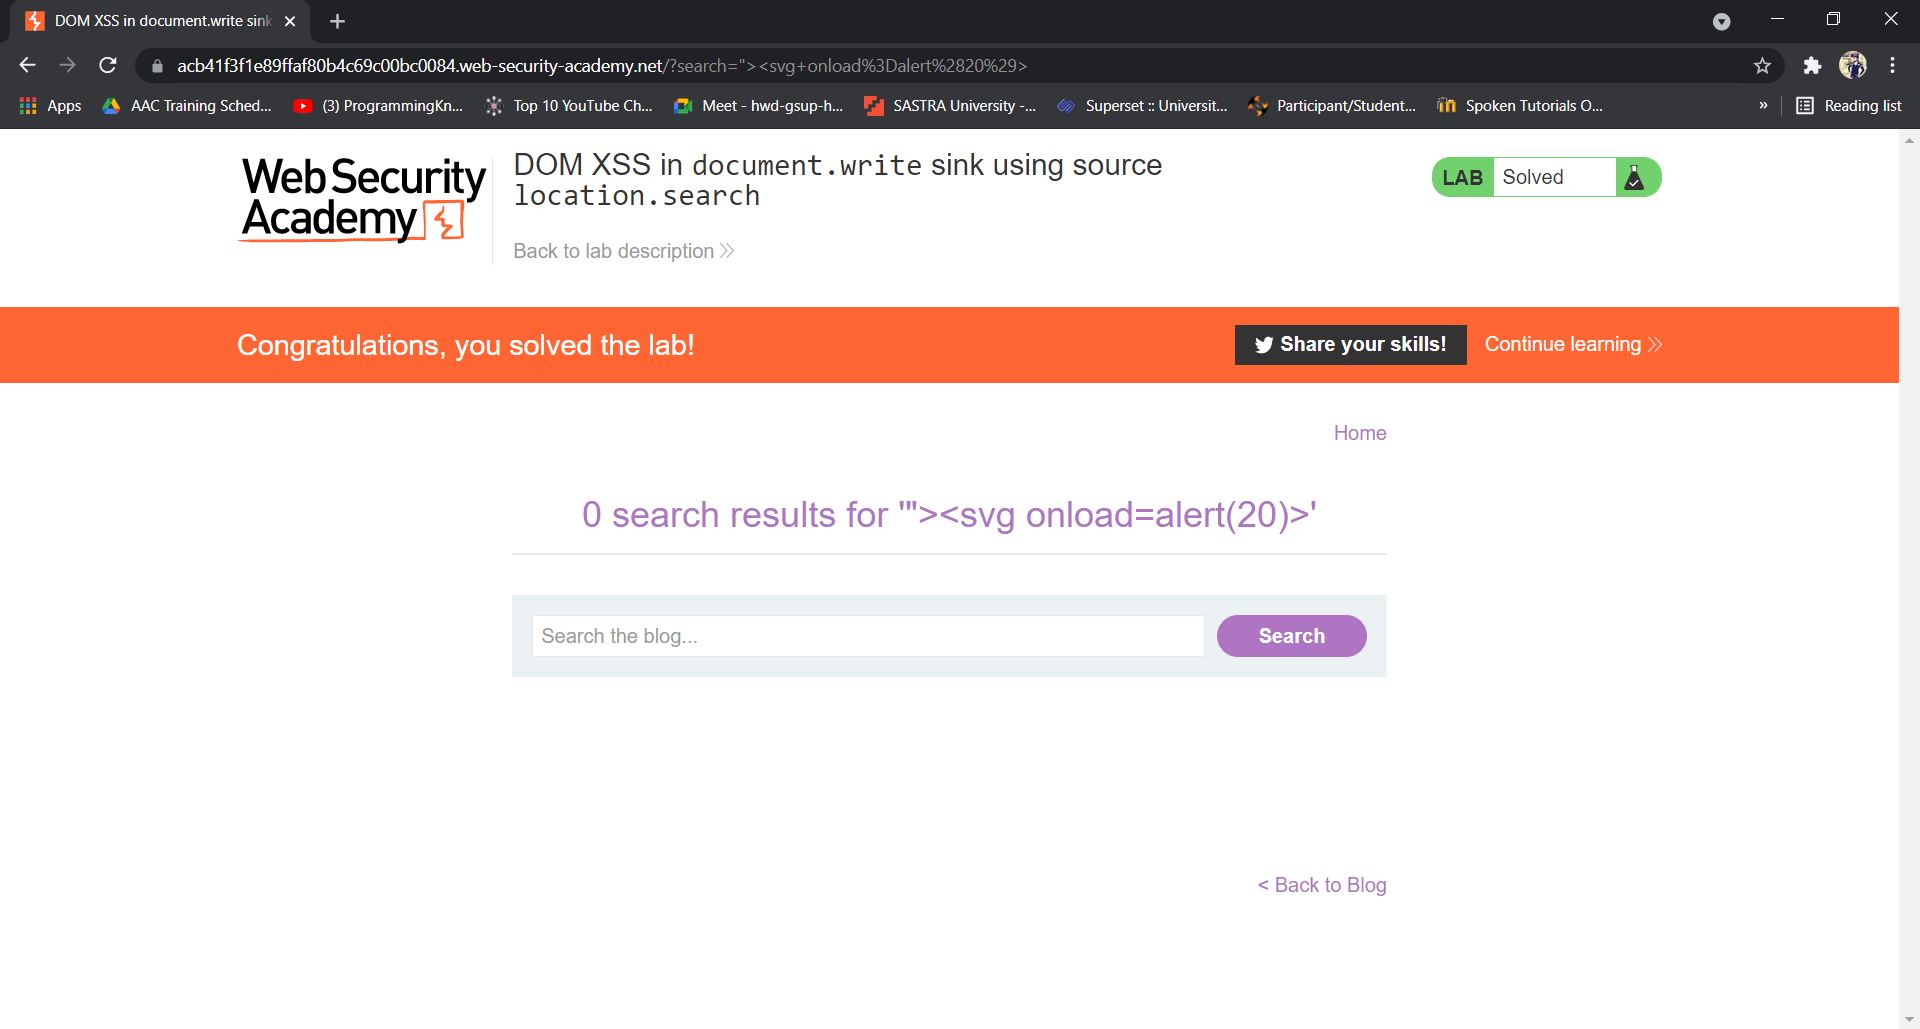 DOM XSS in document.write sink
acb41f3f1e89ffaf80b4c69c00bc0084.web-security-academy.net/?search="><svg+onload%3Dalert%2820%29>
Apps AAC Training Sched... (3) ProgrammingKn... Top 10 YouTube Ch... Meet - hwd-gsup-h... SASTRA University -... Superset :: Universit... Participant/Student... Spoken Tutorials O... » Reading list
Web Security
Academy
DOM XSS in document.write sink using source
location.search
Back to lab description
LAB Solved
Congratulations, you solved the lab!
Share your skills! Continue learning
Home
0 search results for '"><svg onload=alert(20)>'
Search the blog... Search
< Back to Blog